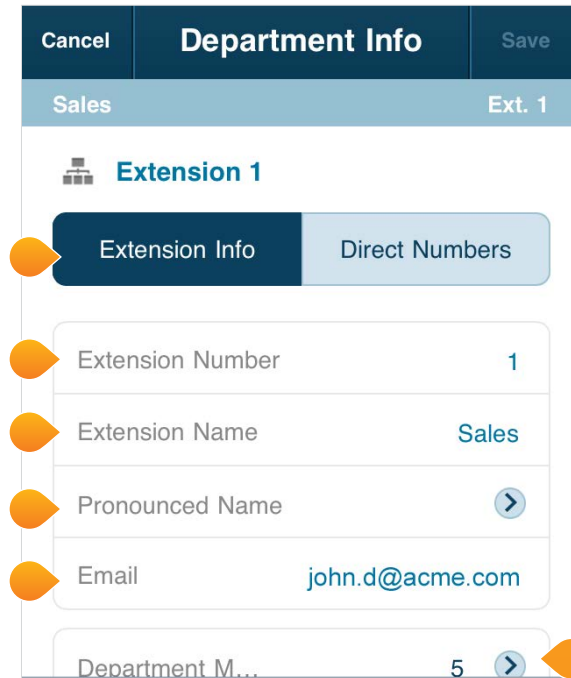 Cancel Department Info Save
Sales Ext. 1
Extension 1
Extension Info Direct Numbers
Extension Number 1
Extension Name Sales
Pronounced Name
Email john.d@acme.com
Department M... 5